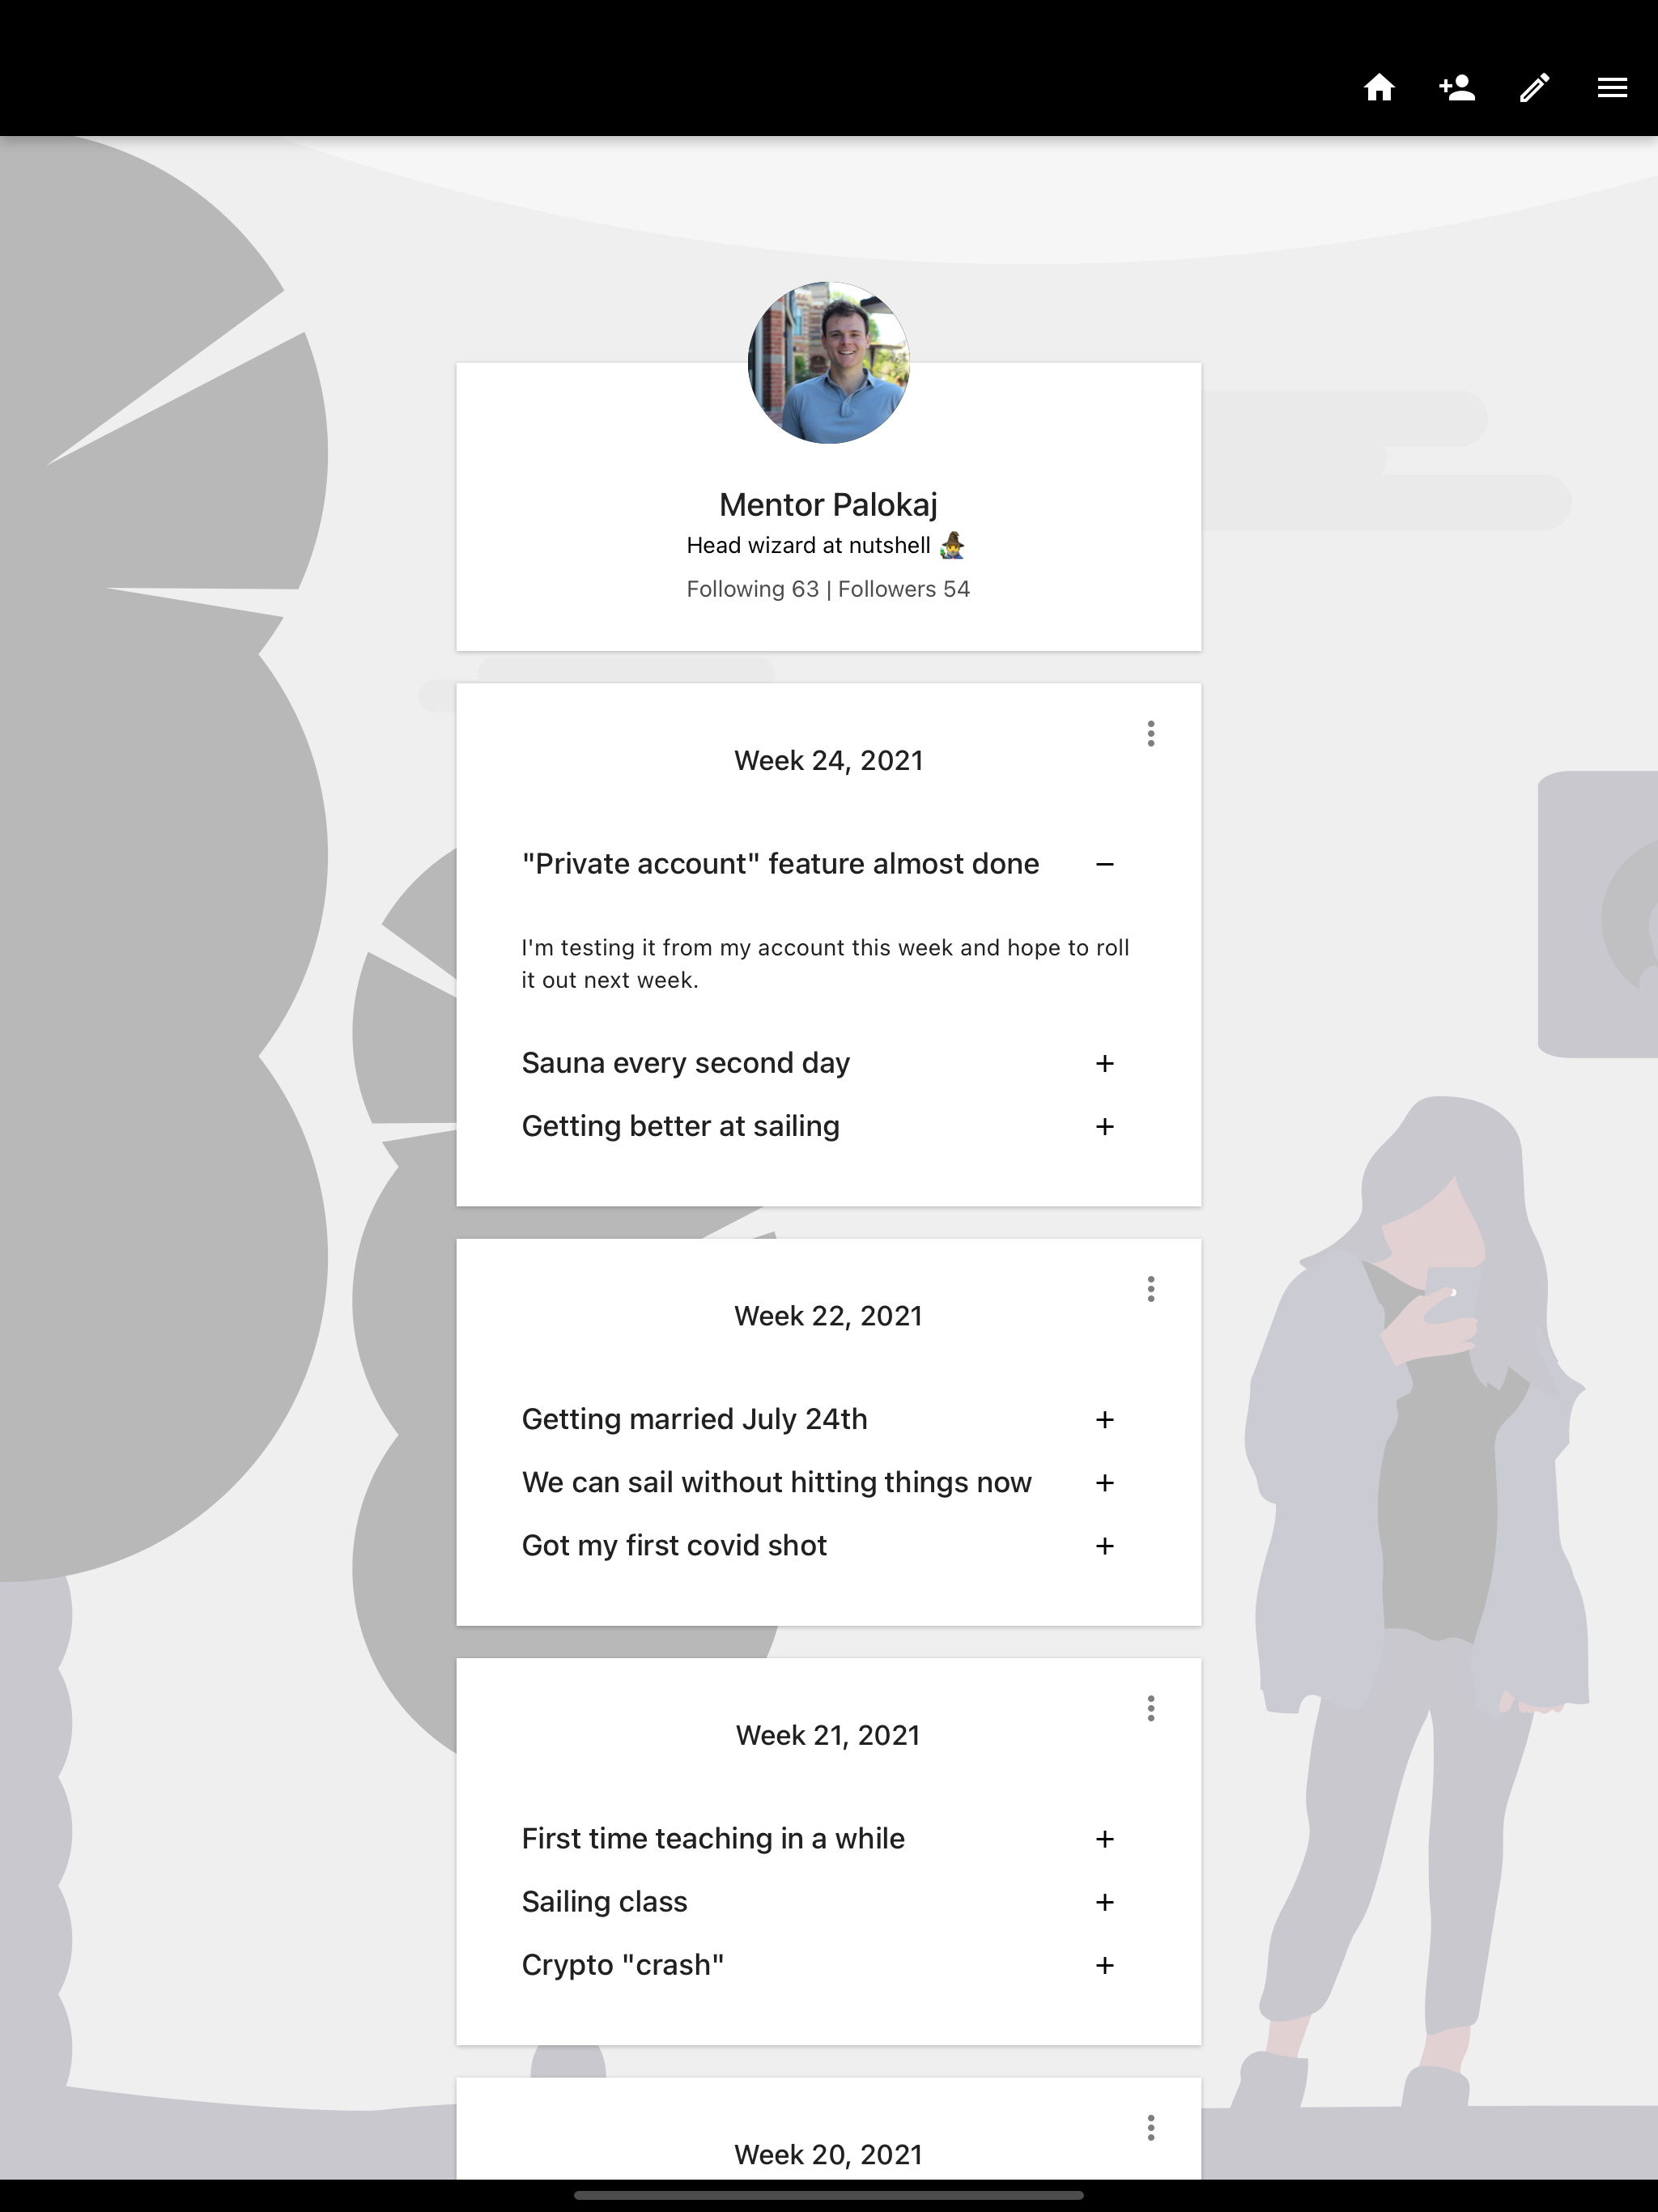 Mentor Palokaj
Head wizard at nutshell 🧙‍♂️
Following 63 | Followers 54
Week 24, 2021
"Private account" feature almost done
I'm testing it from my account this week and hope to roll
it out next week.
Sauna every second day
Getting better at sailing
Week 22, 2021
Getting married July 24th
We can sail without hitting things now
Got my first covid shot
Week 21, 2021
First time teaching in a while
Sailing class
Crypto "crash"
Week 20, 2021